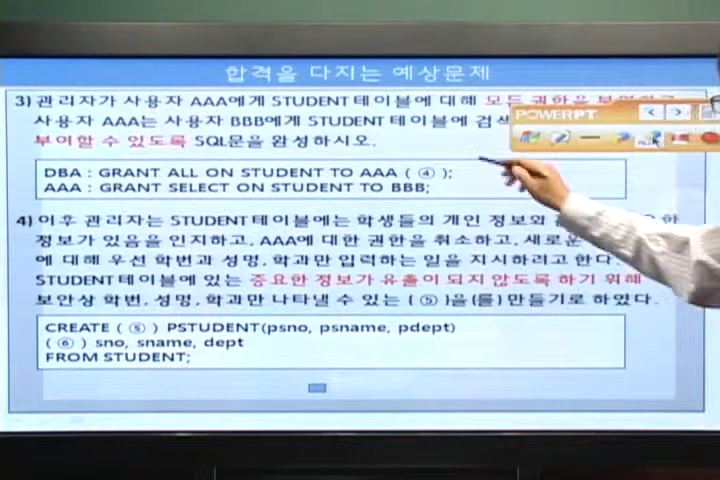 합격을 다지는 예상문제
3) 관리자가 사용자 AAA에게 STUDENT 테이블에 대해 모든 권한을
POWERPT
사용자 AAA는 사용자 BBB에게 STUDENT 테이블에 검색
부여할 수 있도록 SQL문을 완성하시오.
DBA : GRANT ALL ON STUDENT TO AAA ( ④ );
AAA : GRANT SELECT ON STUDENT TO BBB;
4) 이후 관리자는 STUDENT 테이블에는 학생들의 개인 정보와
정보가 있음을 인지하고, AAA에 대한 권한을 취소하고, 새로운
에 대해 우선 학번과 성명, 학과만 입력하는 일을 지시하려고 한다
STUDENT 테이블에 있는 중요한 정보가 유출이 되지 않도록 하기 위해
보안상 학번, 성명, 학과만 나타낼 수 있는 ( ⑤ )을(를) 만들기로 하였다.
CREATE ( ⑤ ) PSTUDENT(psno, psname, pdept)
( ⑥ ) sno, sname, dept
FROM STUDENT;